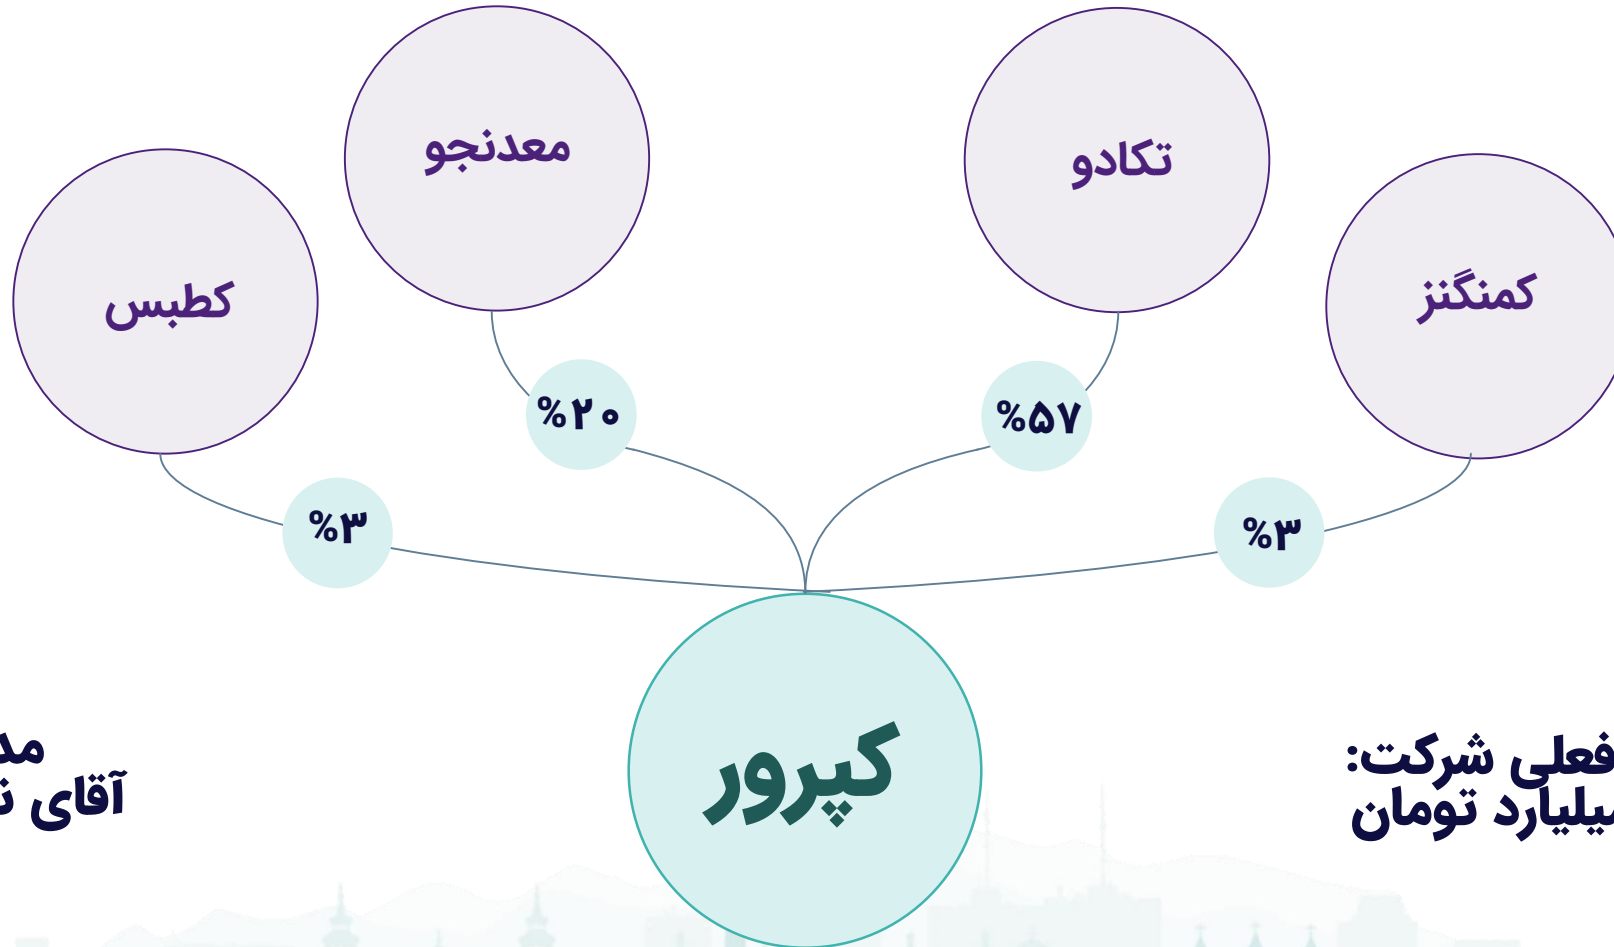 تکادو
معدنجو
کمنگنز
کطبس
%۵۷
%۲۰
%۳
%۳
کپرور
فعلی شرکت:
میلیارد تومان
آقای